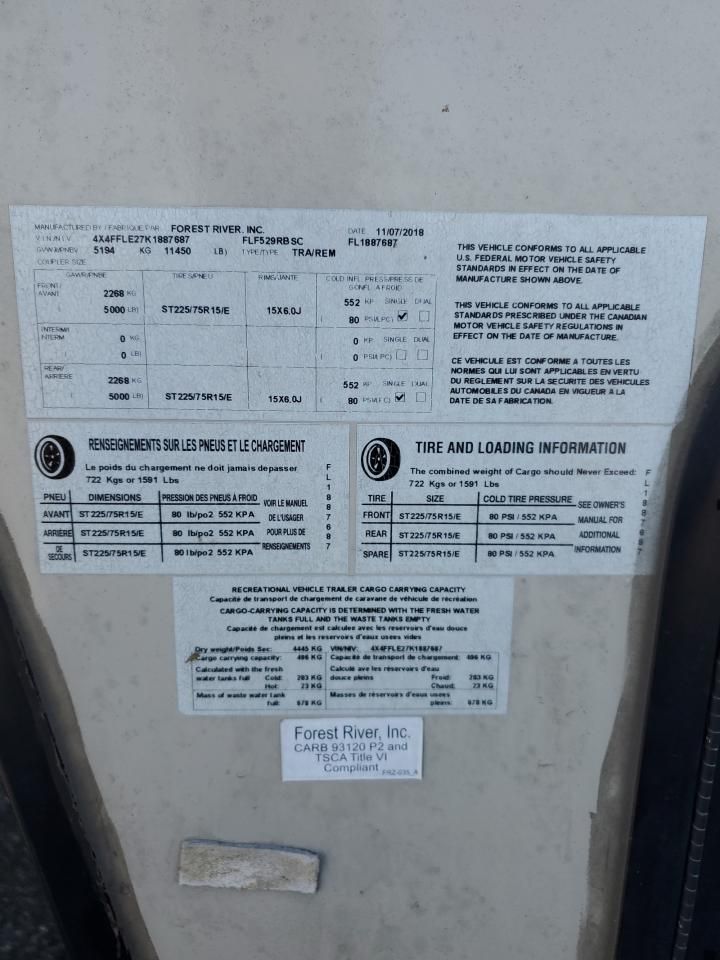 MANUFACTURED BY / FABRIQUE PAR FOREST RIVER, INC. DATE 11/07/2018
V I N / N I V 4X4FFLE27K1887687 FLF529RBSC FL1887687
GVWR/PNBV 5194 KG 11450 LB) TYPE/TYPE TRA/REM
COUPLER SIZE
GAWR/PNBE TIRES/PNEU RIMS/JANTE COLD INFL. PRESS/PRESS DE GONFL. A FROID
FRONT/ AVANT 2268 KG 552 KP SINGLE DUAL
( 5000 LB) ST225/75R15/E 15X6.0J ( 80 PSI/LPC)
INTERM/ INTERM 0 KG 0 KP SINGLE DUAL
( 0 LB) ( 0 PSI/LPC)
REAR/ ARRIERE 2268 KG 552 KP SINGLE DUAL
( 5000 LB) ST225/75R15/E 15X6.0J ( 80 PSI/LPC)
THIS VEHICLE CONFORMS TO ALL APPLICABLE
U.S. FEDERAL MOTOR VEHICLE SAFETY
STANDARDS IN EFFECT ON THE DATE OF
MANUFACTURE SHOWN ABOVE.
THIS VEHICLE CONFORMS TO ALL APPLICABLE
STANDARDS PRESCRIBED UNDER THE CANADIAN
MOTOR VEHICLE SAFETY REGULATIONS IN
EFFECT ON THE DATE OF MANUFACTURE.
CE VEHICULE EST CONFORME A TOUTES LES
NORMES QUI LUI SONT APPLICABLES EN VERTU
DU REGLEMENT SUR LA SECURITE DES VEHICULES
AUTOMOBILES DU CANADA EN VIGUEUR A LA
DATE DE SA FABRICATION.
RENSEIGNEMENTS SUR LES PNEUS ET LE CHARGEMENT
Le poids du chargement ne doit jamais depasser
722 Kgs or 1591 Lbs
PNEU DIMENSIONS PRESSION DES PNEUS À FROID
AVANT ST225/75R15/E 80 lb/po2 552 KPA
ARRIÈRE ST225/75R15/E 80 lb/po2 552 KPA
DE SECOURS ST225/75R15/E 80 lb/po2 552 KPA
VOIR LE MANUEL
DE L'USAGER
POUR PLUS DE
RENSEIGNEMENTS
FL1887687
TIRE AND LOADING INFORMATION
The combined weight of Cargo should Never Exceed:
722 Kgs or 1591 Lbs
TIRE SIZE COLD TIRE PRESSURE
FRONT ST225/75R15/E 80 PSI / 552 KPA
REAR ST225/75R15/E 80 PSI / 552 KPA
SPARE ST225/75R15/E 80 PSI / 552 KPA
SEE OWNER'S
MANUAL FOR
ADDITIONAL
INFORMATION
FL1887687
RECREATIONAL VEHICLE TRAILER CARGO CARRYING CAPACITY
Capacité de transport de chargement de caravane de véhicule de récréation
CARGO-CARRYING CAPACITY IS DETERMINED WITH THE FRESH WATER
TANKS FULL AND THE WASTE TANKS EMPTY
Capacité de chargement est calculee avec les reservoirs d'eau douce
pleins et les reservoirs d'eaux usees vides
Dry weight/Poids Sec: 4445 KG VIN/NIV: 4X4FFLE27K1887687
Cargo carrying capacity: 496 KG Capacité de transport de chargement: 496 KG
Calculated with the fresh Calculé ave les réservoirs d'eau
water tanks full Cold: 203 KG douce pleins Froid: 203 KG
Hot: 23 KG Chaud: 23 KG
Mass of waste water tank Masses de réservoirs d'eaux usees
full: 678 KG pleins: 678 KG
Forest River, Inc.
CARB 93120 P2 and
TSCA Title VI
Compliant
FRZ-035_A